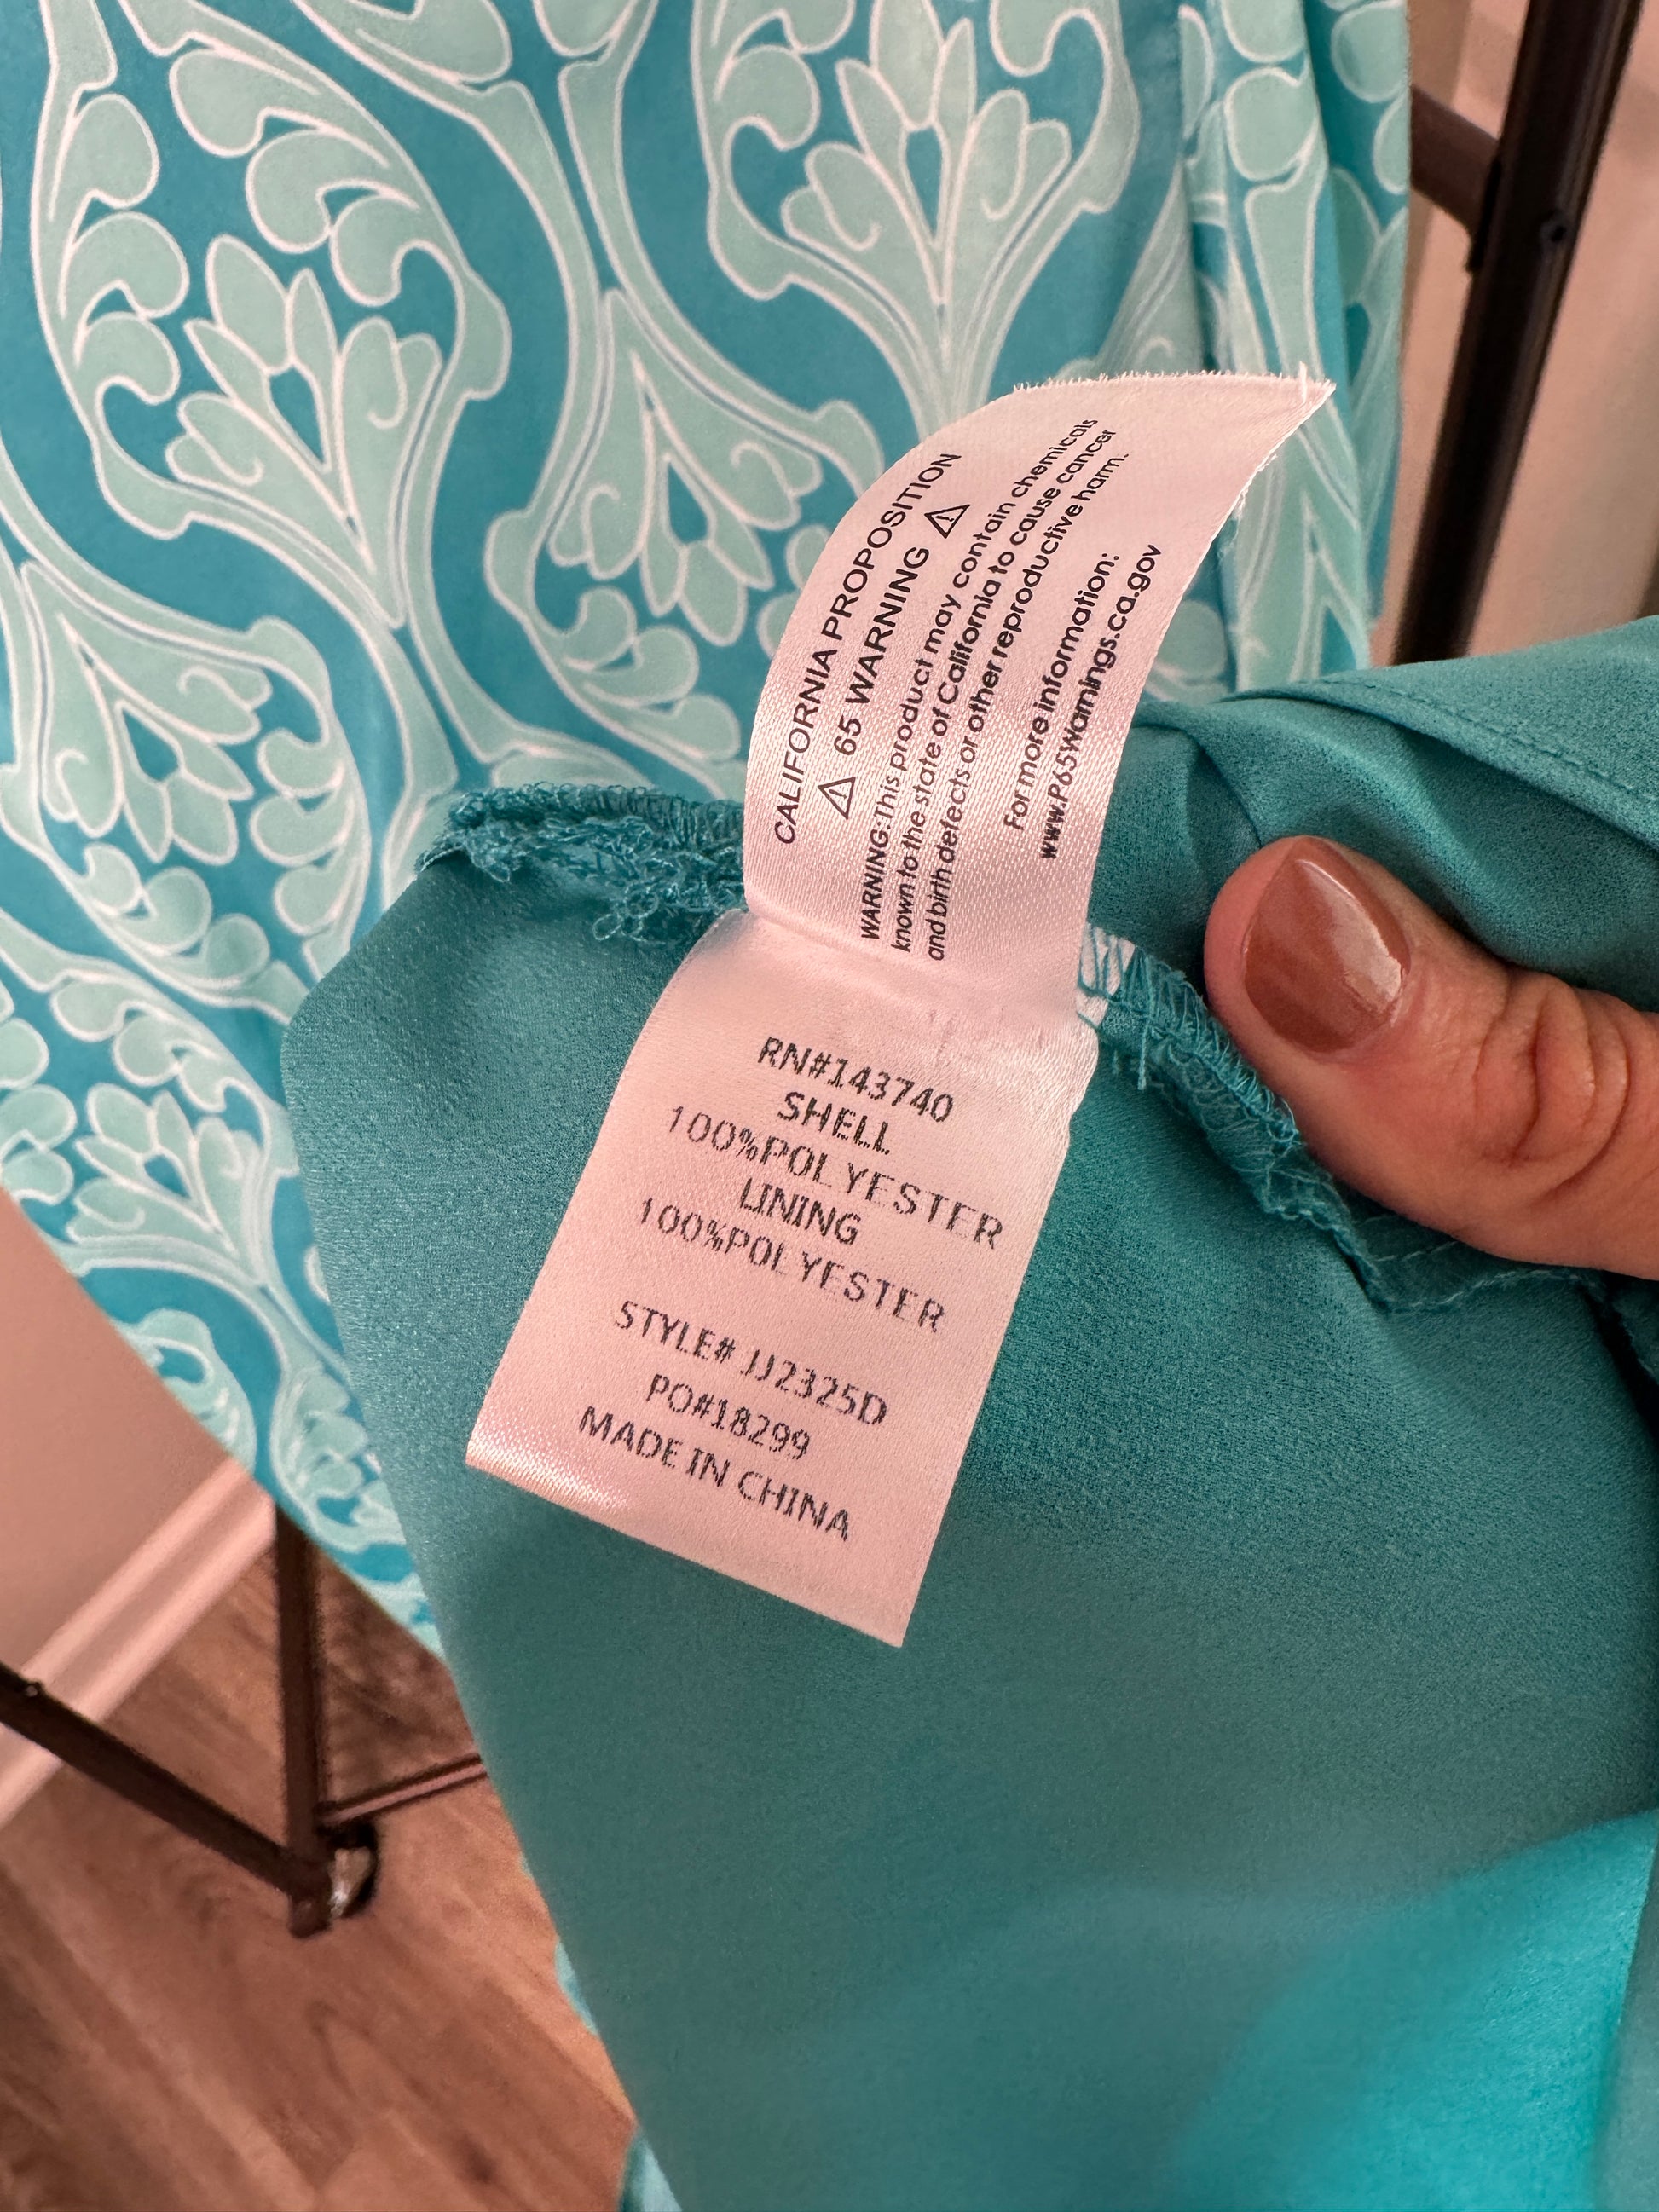 CALIFORNIA PROPOSITION
⚠ 65 WARNING ⚠
WARNING:This product may contain chemicals
known to the state of California to cause cancer
and birth defects or other reproductive harm.
For more information:
www.P65Warnings.ca.gov
RN#143740
SHELL
100%POLYESTER
LINING
100%POLYESTER
STYLE# JJ2325D
PO#18299
MADE IN CHINA